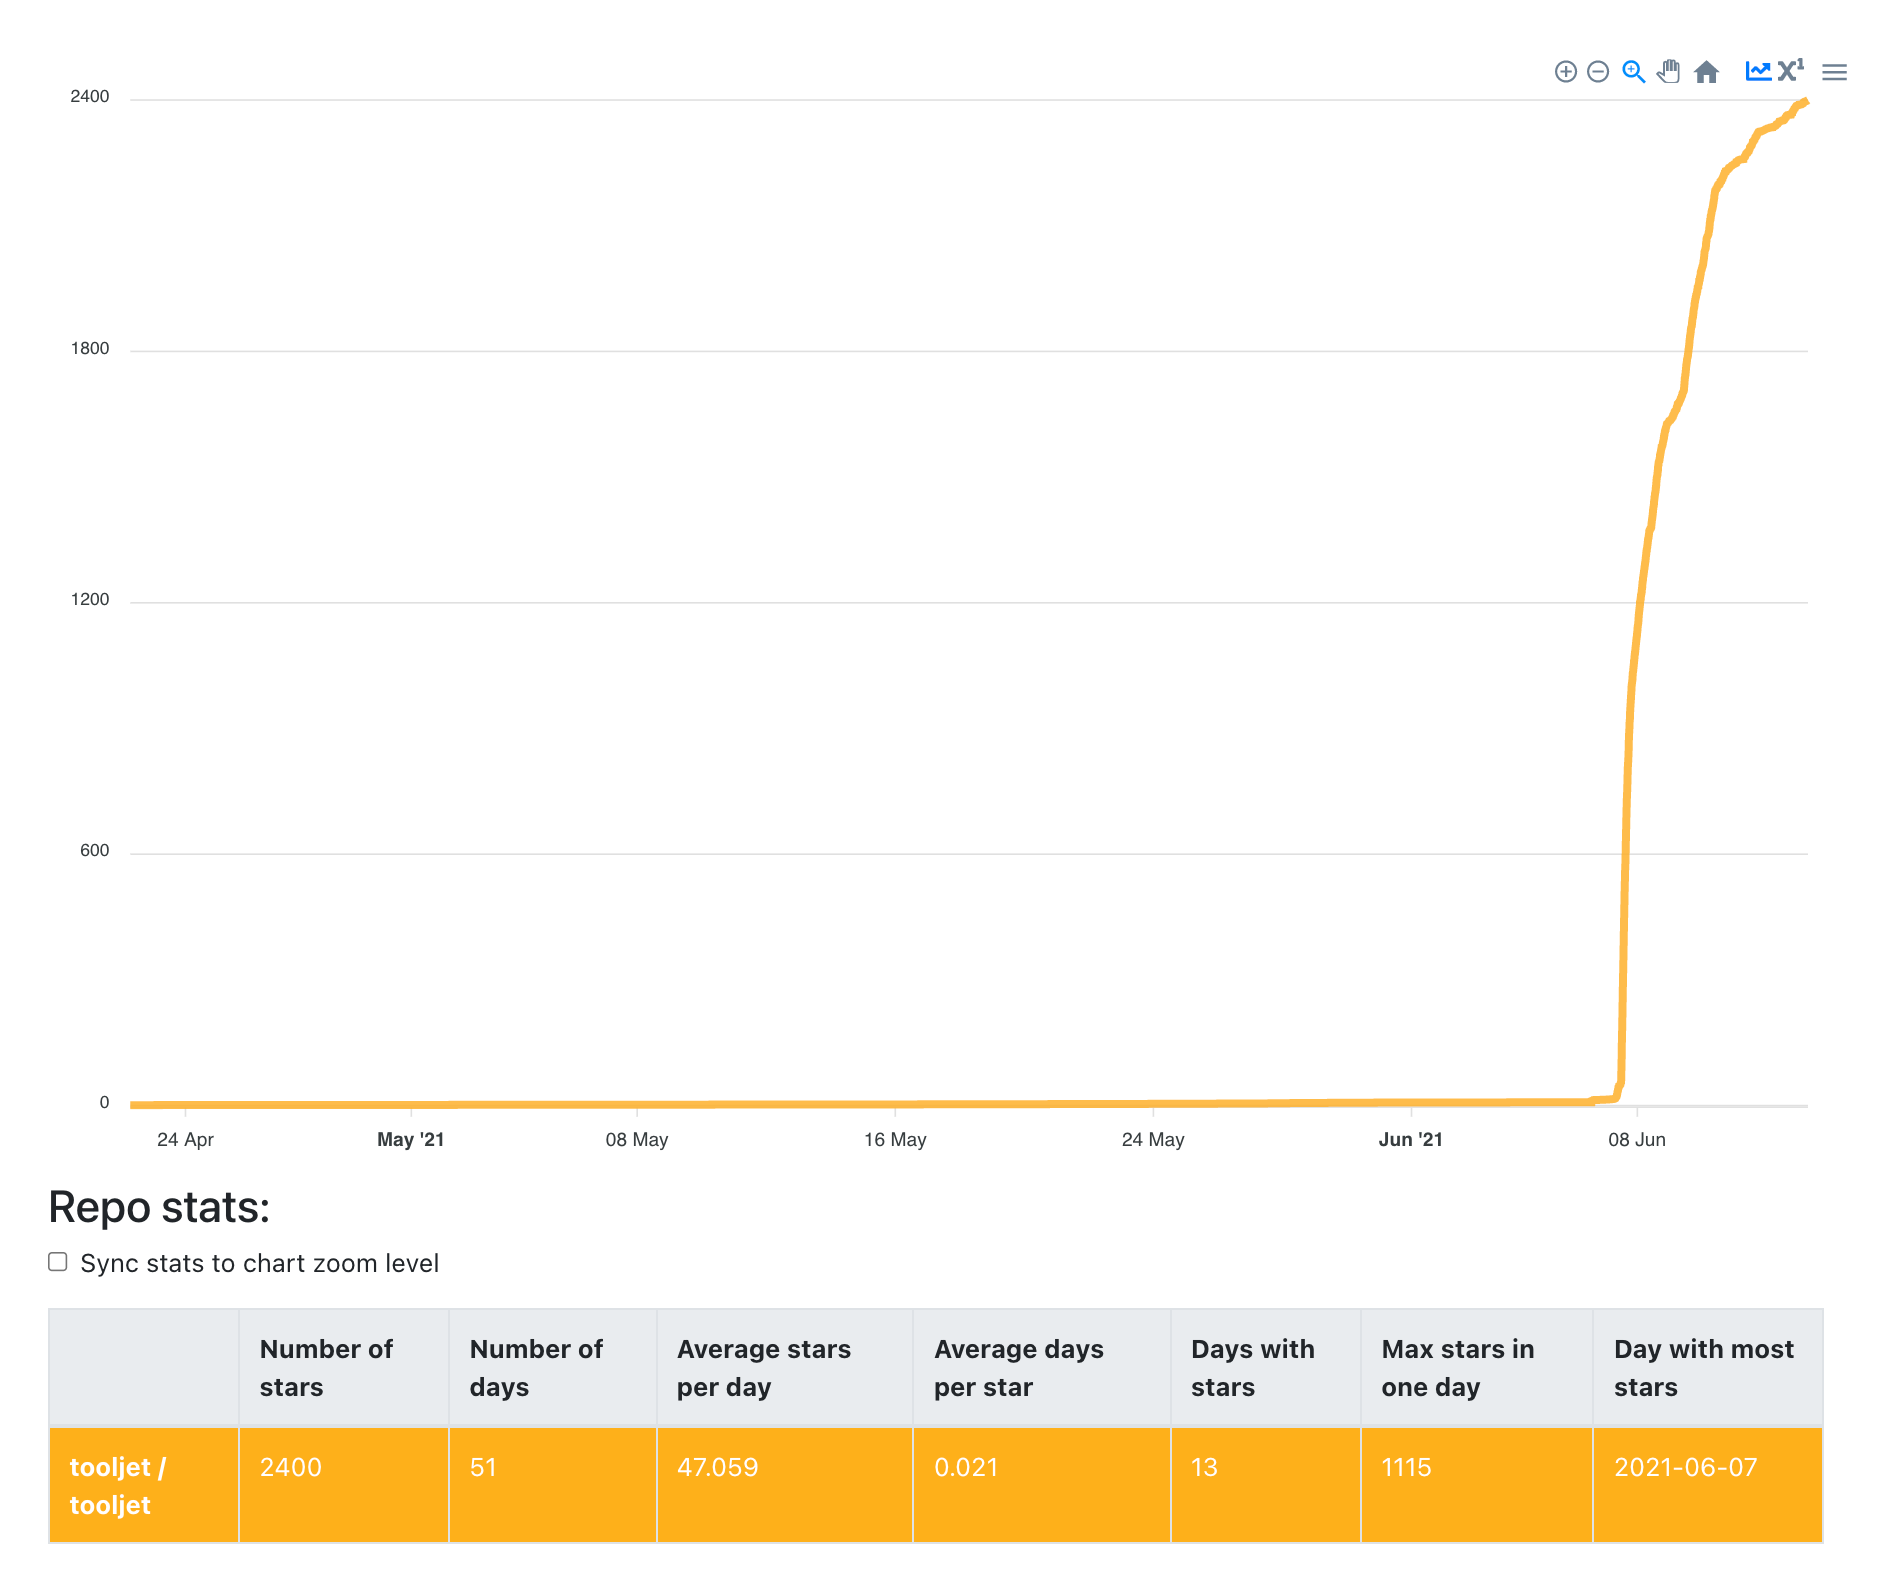 2400
1800
1200
600
0
24 Apr May '21 08 May 16 May 24 May Jun '21 08 Jun
Repo stats:
Sync stats to chart zoom level
Number of stars
Number of days
Average stars per day
Average days per star
Days with stars
Max stars in one day
Day with most stars
tooljet / tooljet
2400
51
47.059
0.021
13
1115
2021-06-07